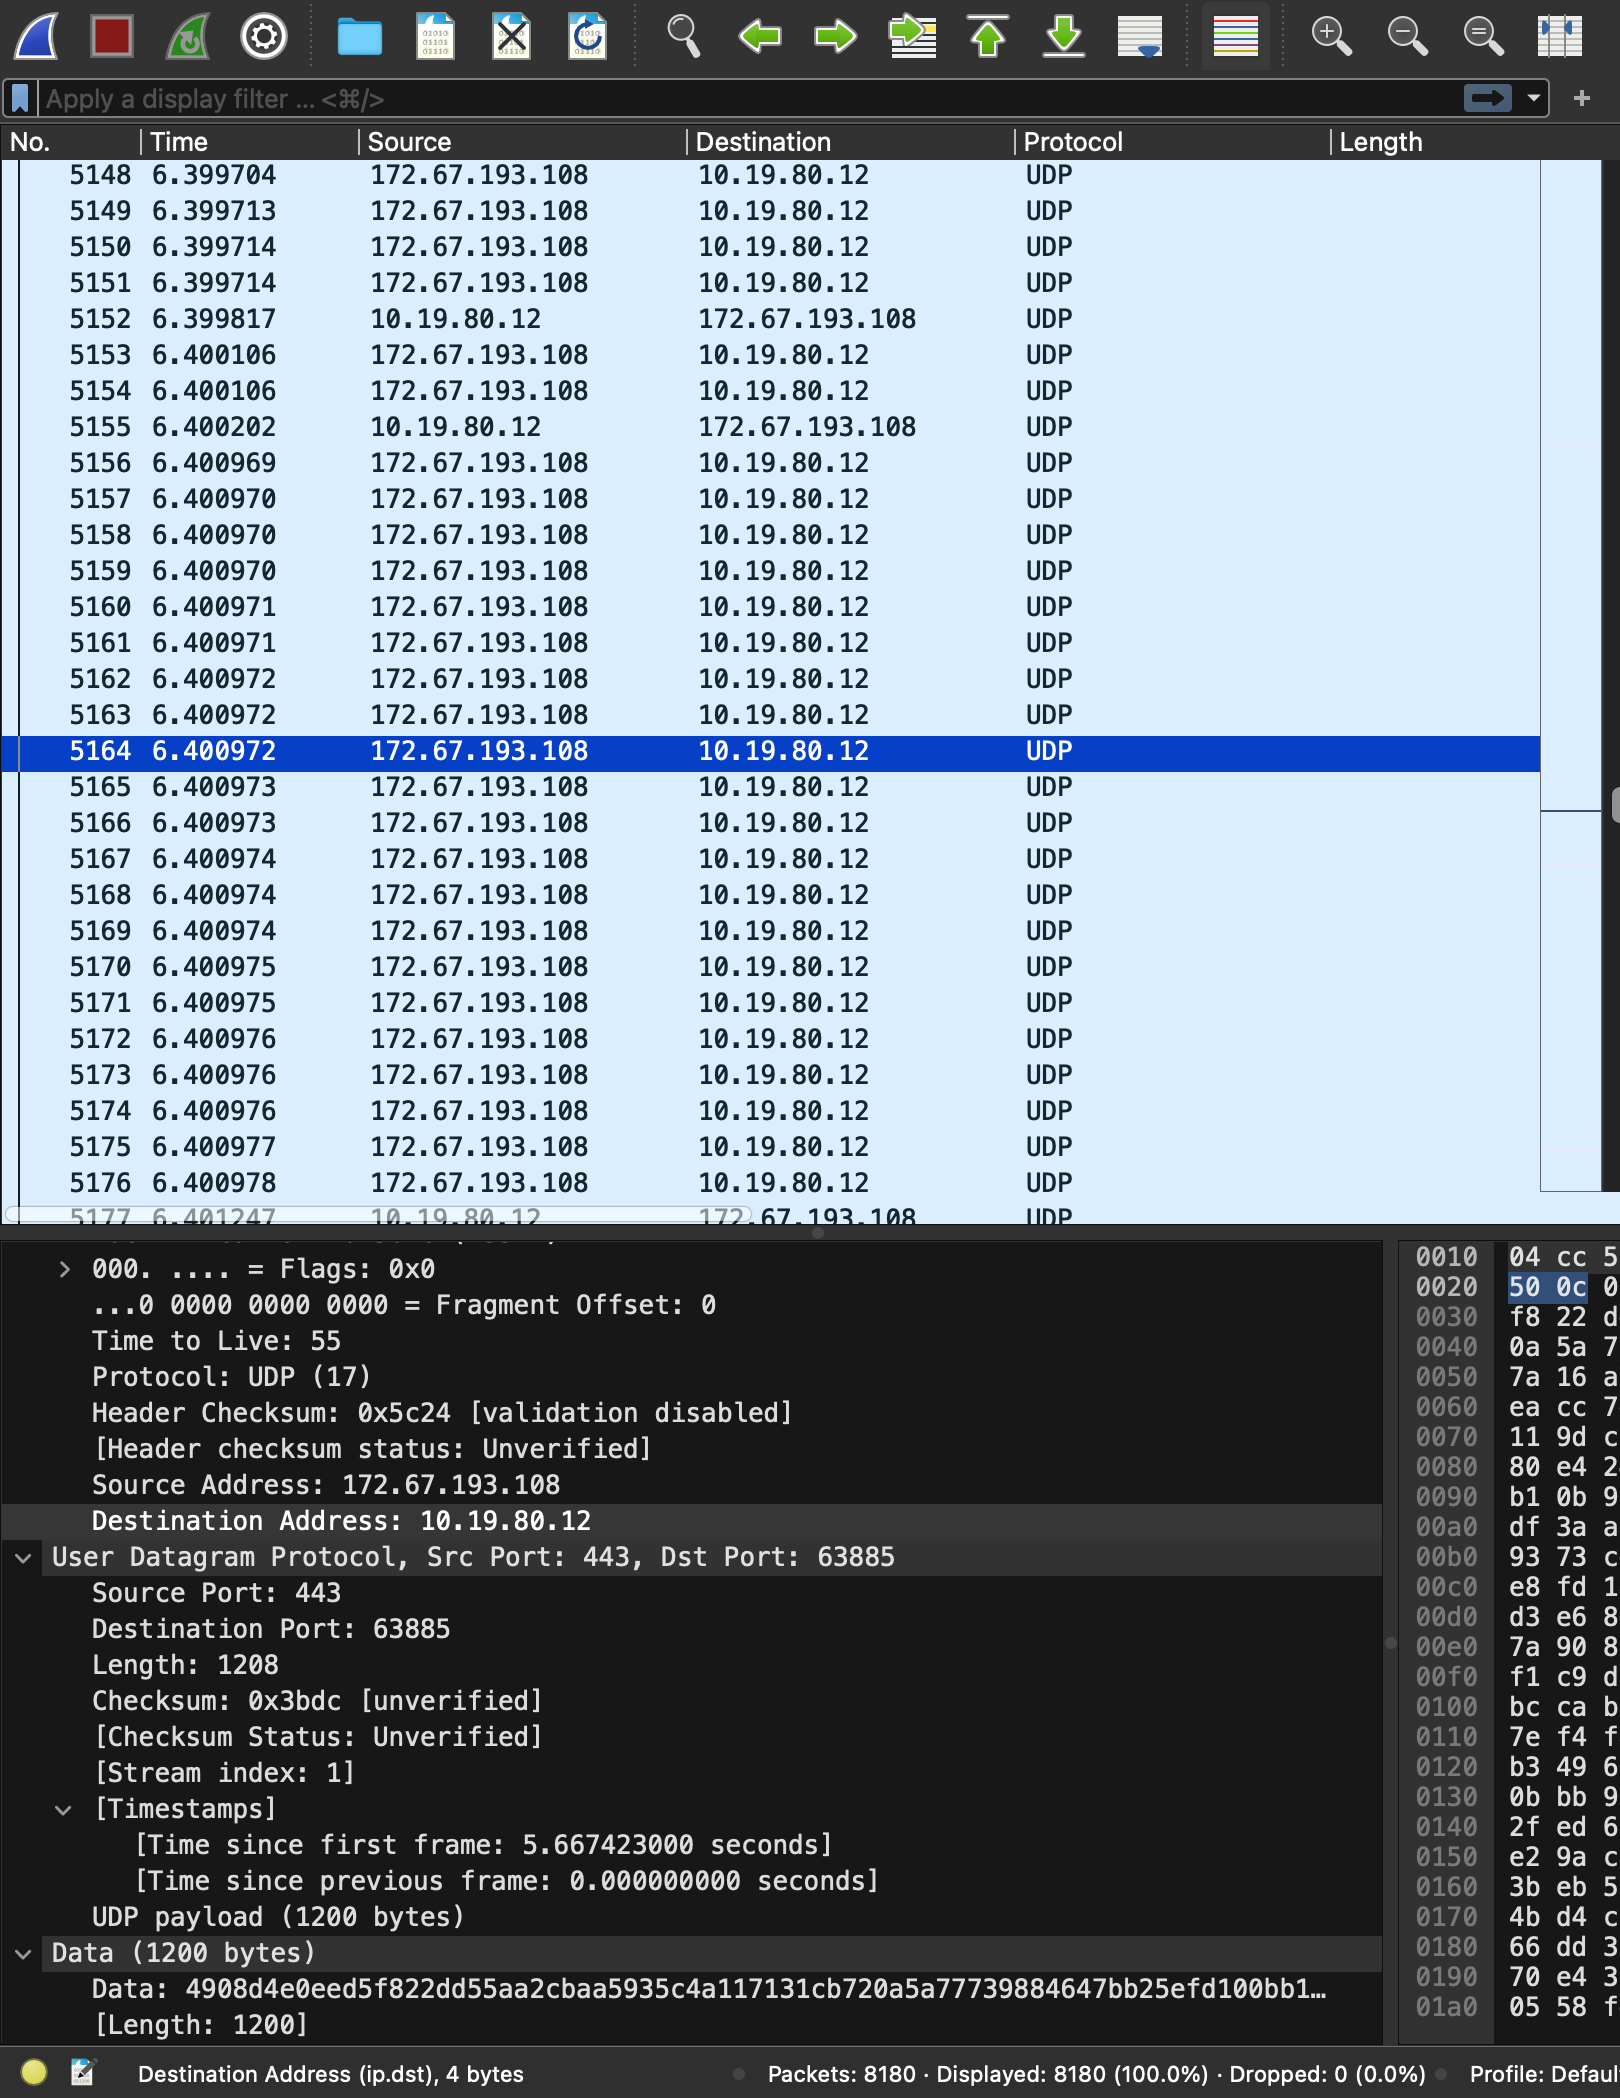 Apply a display filter ... <⌘/>
No. Time Source Destination Protocol Length
5148 6.399704 172.67.193.108 10.19.80.12 UDP
5149 6.399713 172.67.193.108 10.19.80.12 UDP
5150 6.399714 172.67.193.108 10.19.80.12 UDP
5151 6.399714 172.67.193.108 10.19.80.12 UDP
5152 6.399817 10.19.80.12 172.67.193.108 UDP
5153 6.400106 172.67.193.108 10.19.80.12 UDP
5154 6.400106 172.67.193.108 10.19.80.12 UDP
5155 6.400202 10.19.80.12 172.67.193.108 UDP
5156 6.400969 172.67.193.108 10.19.80.12 UDP
5157 6.400970 172.67.193.108 10.19.80.12 UDP
5158 6.400970 172.67.193.108 10.19.80.12 UDP
5159 6.400970 172.67.193.108 10.19.80.12 UDP
5160 6.400971 172.67.193.108 10.19.80.12 UDP
5161 6.400971 172.67.193.108 10.19.80.12 UDP
5162 6.400972 172.67.193.108 10.19.80.12 UDP
5163 6.400972 172.67.193.108 10.19.80.12 UDP
5164 6.400972 172.67.193.108 10.19.80.12 UDP
5165 6.400973 172.67.193.108 10.19.80.12 UDP
5166 6.400973 172.67.193.108 10.19.80.12 UDP
5167 6.400974 172.67.193.108 10.19.80.12 UDP
5168 6.400974 172.67.193.108 10.19.80.12 UDP
5169 6.400974 172.67.193.108 10.19.80.12 UDP
5170 6.400975 172.67.193.108 10.19.80.12 UDP
5171 6.400975 172.67.193.108 10.19.80.12 UDP
5172 6.400976 172.67.193.108 10.19.80.12 UDP
5173 6.400976 172.67.193.108 10.19.80.12 UDP
5174 6.400976 172.67.193.108 10.19.80.12 UDP
5175 6.400977 172.67.193.108 10.19.80.12 UDP
5176 6.400978 172.67.193.108 10.19.80.12 UDP
5177 6.401247 10.19.80.12 172.67.193.108 UDP
000. .... = Flags: 0x0
...0 0000 0000 0000 = Fragment Offset: 0
Time to Live: 55
Protocol: UDP (17)
Header Checksum: 0x5c24 [validation disabled]
[Header checksum status: Unverified]
Source Address: 172.67.193.108
Destination Address: 10.19.80.12
User Datagram Protocol, Src Port: 443, Dst Port: 63885
Source Port: 443
Destination Port: 63885
Length: 1208
Checksum: 0x3bdc [unverified]
[Checksum Status: Unverified]
[Stream index: 1]
[Timestamps]
[Time since first frame: 5.667423000 seconds]
[Time since previous frame: 0.000000000 seconds]
UDP payload (1200 bytes)
Data (1200 bytes)
Data: 4908d4e0eed5f822dd55aa2cbaa5935c4a117131cb720a5a77739884647bb25efd100bb1…
[Length: 1200]
0010 04 cc 5
0020 50 0c 0
0030 f8 22 d
0040 0a 5a 7
0050 7a 16 a
0060 ea cc 7
0070 11 9d c
0080 80 e4 2
0090 b1 0b 9
00a0 df 3a a
00b0 93 73 c
00c0 e8 fd 1
00d0 d3 e6 8
00e0 7a 90 8
00f0 f1 c9 d
0100 bc ca b
0110 7e f4 f
0120 b3 49 6
0130 0b bb 9
0140 2f ed 6
0150 e2 9a c
0160 3b eb 5
0170 4b d4 c
0180 66 dd 3
0190 70 e4 3
01a0 05 58 f
Destination Address (ip.dst), 4 bytes
Packets: 8180 · Displayed: 8180 (100.0%) · Dropped: 0 (0.0%)
Profile: Defaul